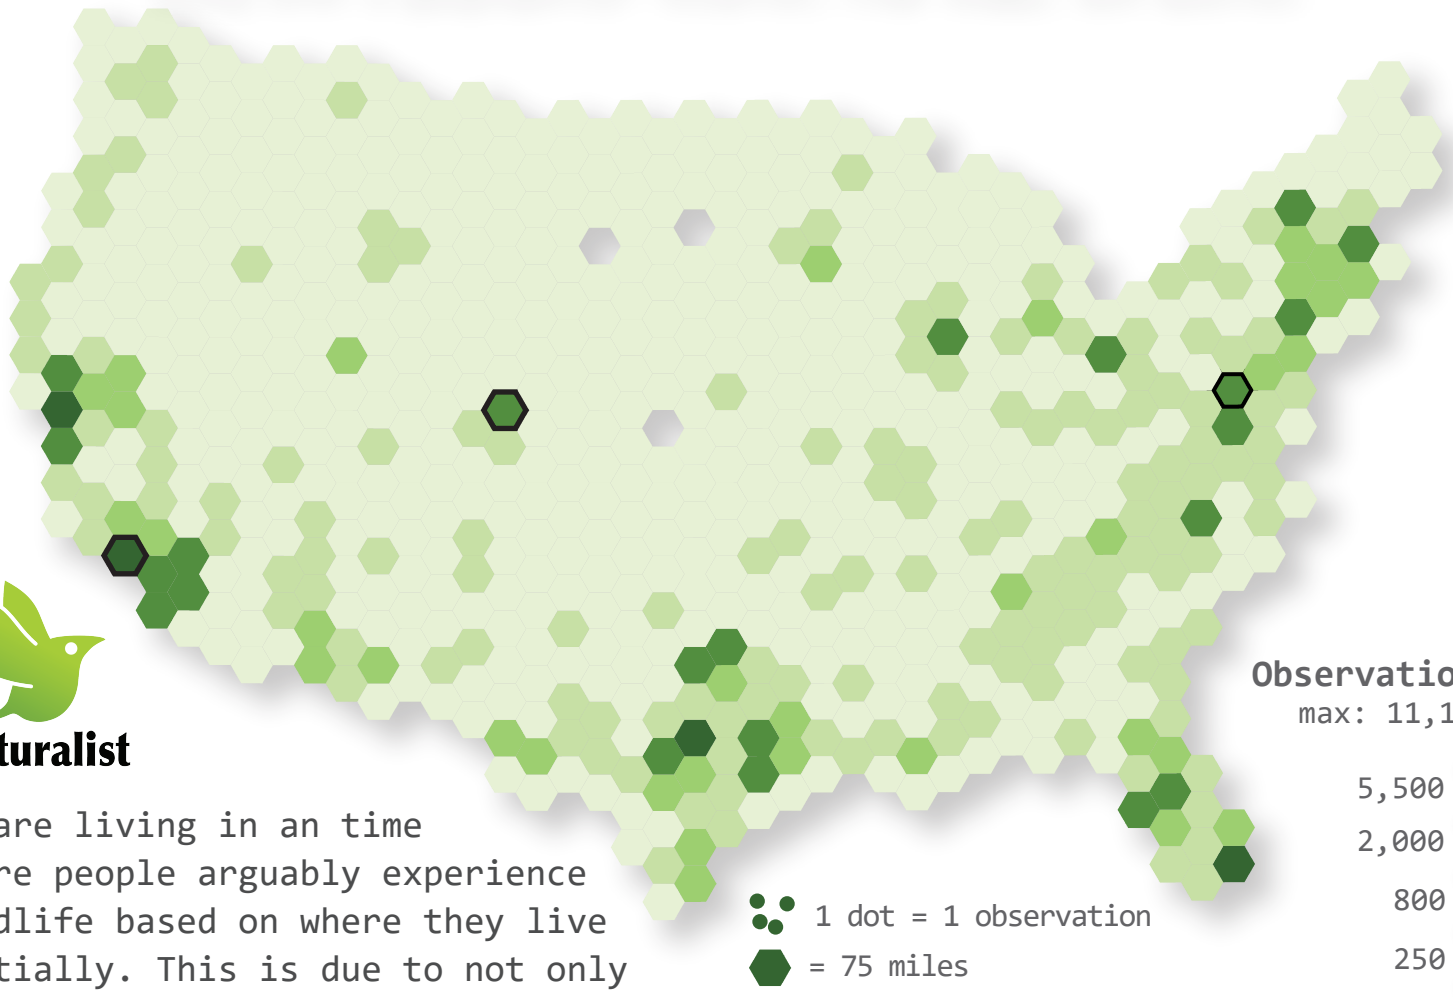 turalist
are living in an time
re people arguably experience
dlife based on where they live
tially. This is due to not only
1 dot = 1 observation
= 75 miles
Observatio
max: 11,1
5,500
2,000
800
250